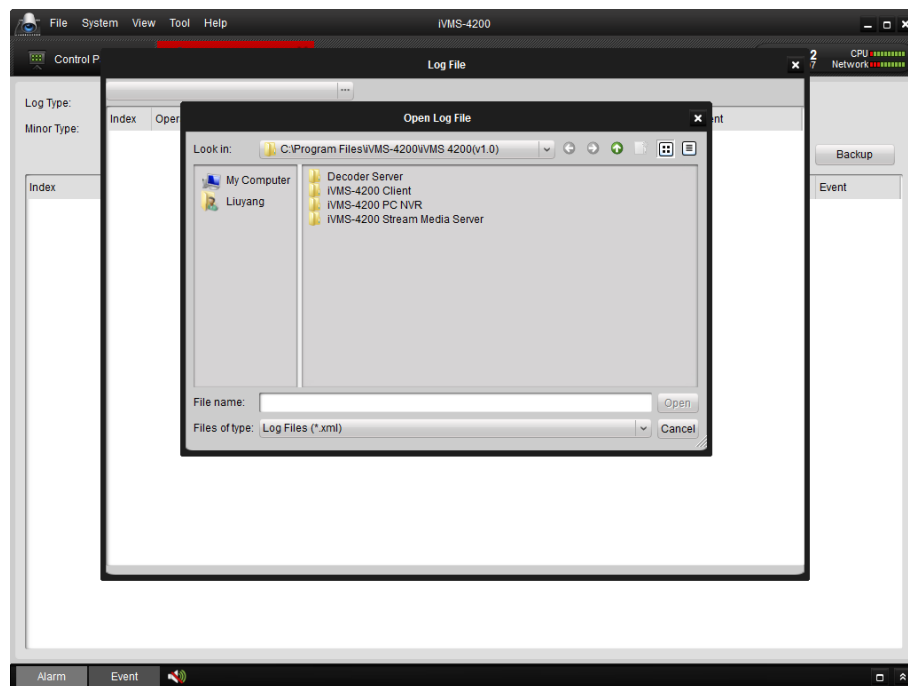 File System View Tool Help iVMS-4200
Control P
Log File
2 CPU
7 Network
Log Type:
...
Minor Type:
Index Oper
Open Log File
ent
Look in: C:\Program Files\iVMS-4200\iVMS 4200(v1.0)
Backup
My Computer
Liuyang
Decoder Server
iVMS-4200 Client
iVMS-4200 PC NVR
iVMS-4200 Stream Media Server
Index
Event
File name:
Open
Files of type: Log Files (*.xml)
Cancel
Alarm Event